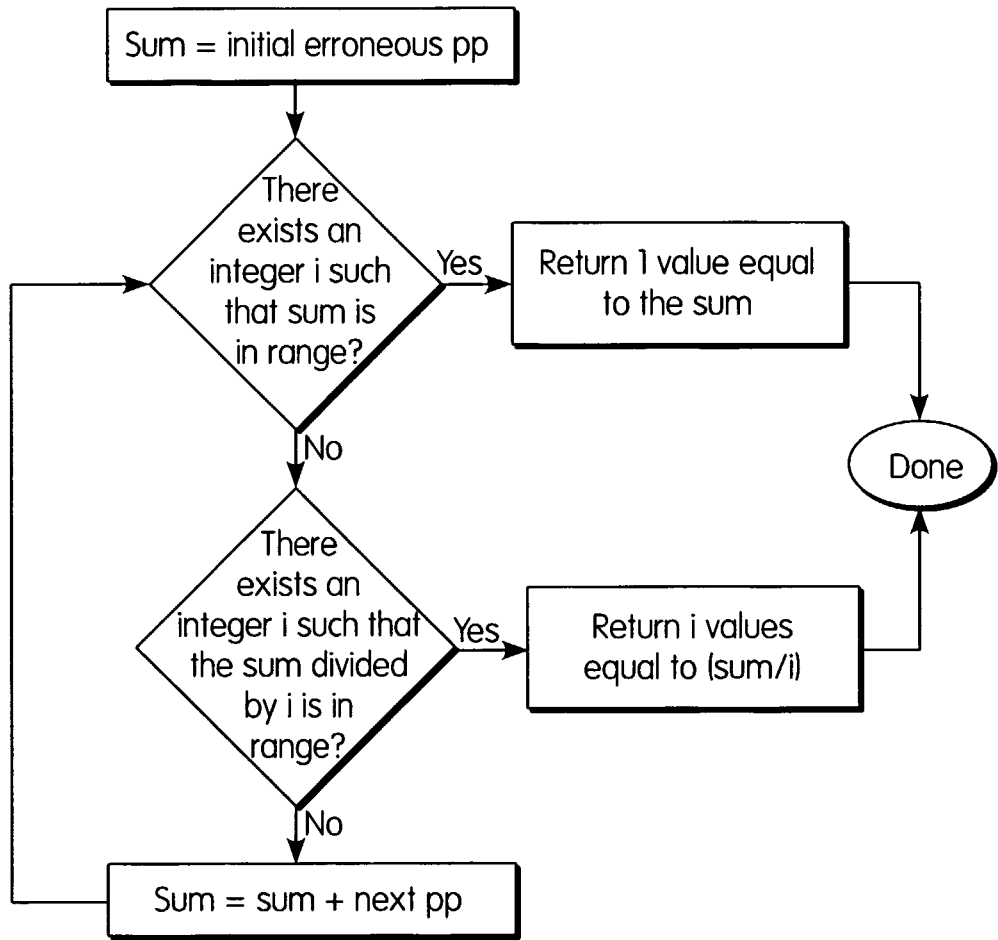 Sum = initial erroneous pp
There
exists an
integer i such
that sum is
in range?
Yes
Return 1 value equal
to the sum
No
Done
There
exists an
integer i such that
the sum divided
by i is in
range?
Yes
Return i values
equal to (sum/i)
No
Sum = sum + next pp